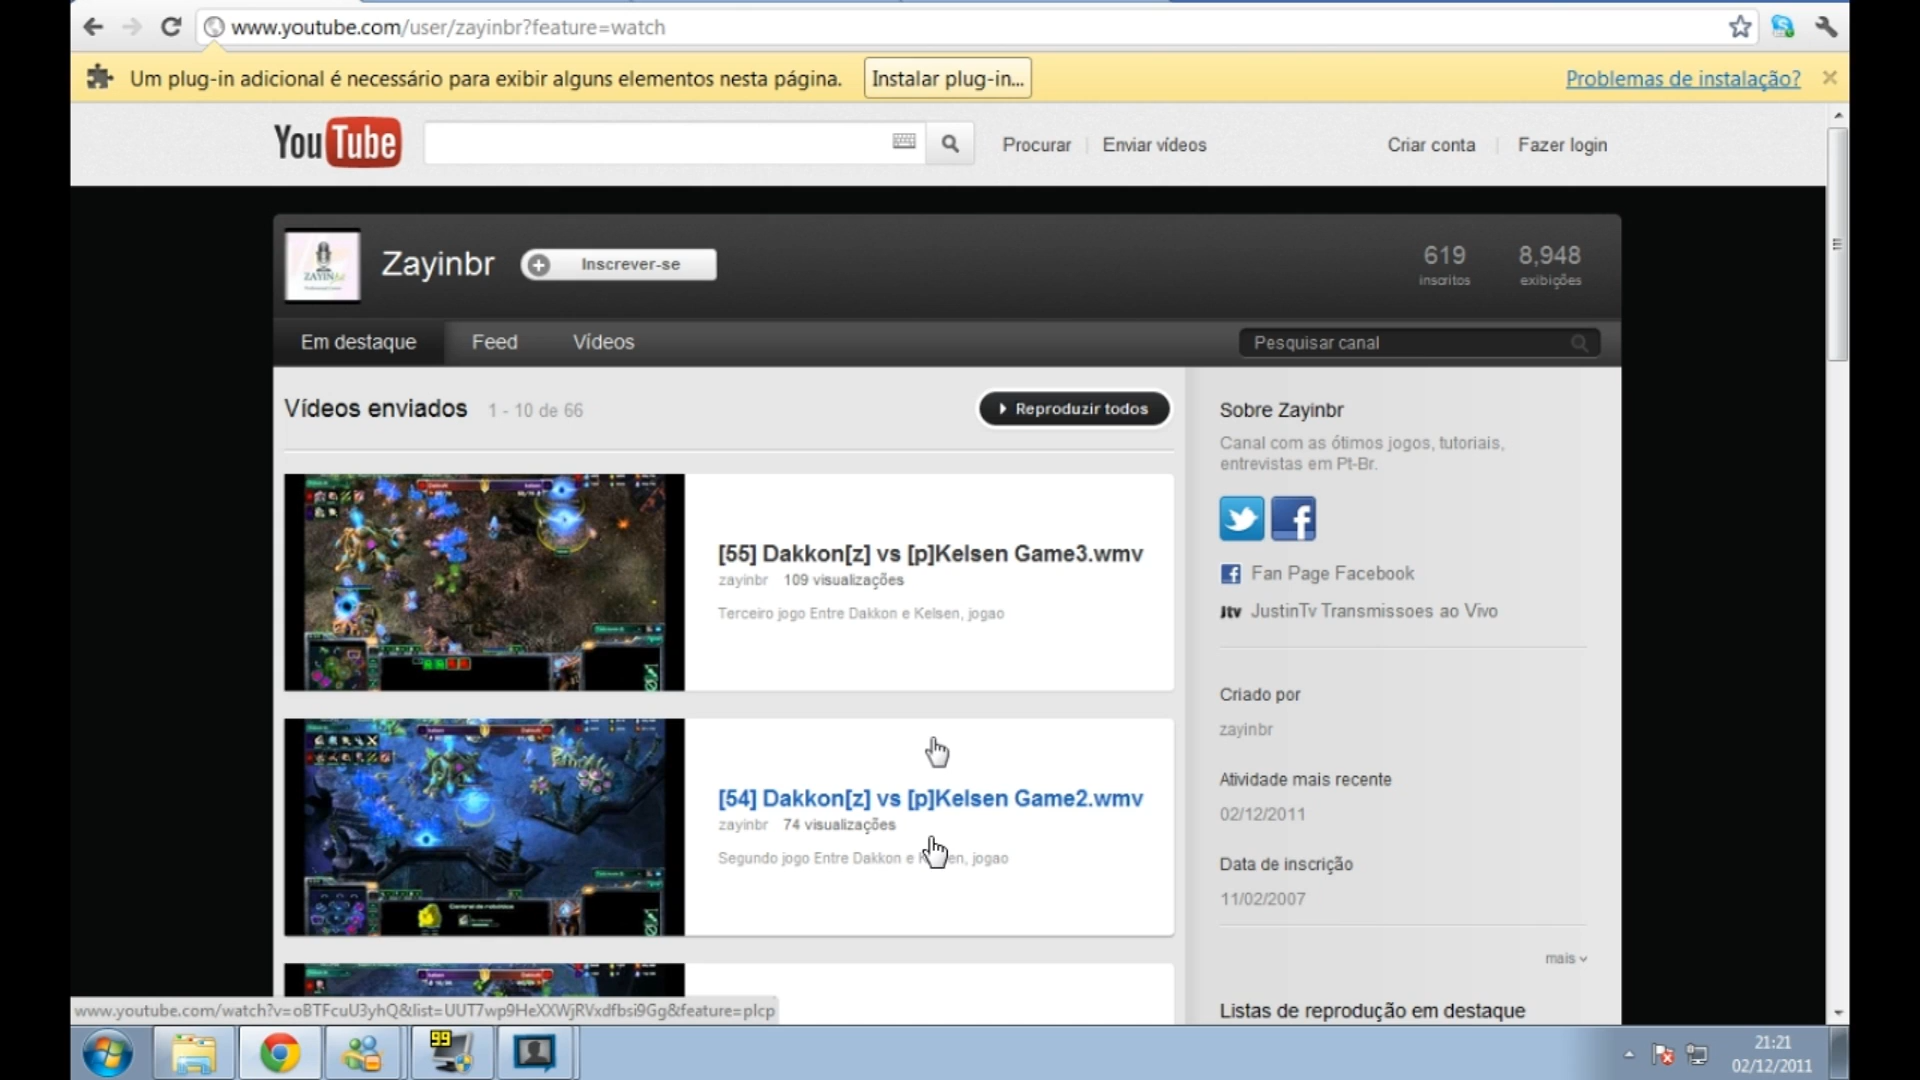 www.youtube.com/user/zayinbr?feature=watch
Um plug-in adicional é necessário para exibir alguns elementos nesta página.
Instalar plug-in...
Problemas de instalação?
YouTube
Procurar
Enviar vídeos
Criar conta
Fazer login
ZAYINbr
Zayinbr
Inscrever-se
619
inscritos
8,948
exibições
Em destaque
Feed
Vídeos
Pesquisar canal
Vídeos enviados 1 - 10 de 66
Reproduzir todos
[55] Dakkon[z] vs [p]Kelsen Game3.wmv
zayinbr 109 visualizações
Terceiro jogo Entre Dakkon e Kelsen, jogao
[54] Dakkon[z] vs [p]Kelsen Game2.wmv
zayinbr 74 visualizações
Segundo jogo Entre Dakkon e Kelsen, jogao
Sobre Zayinbr
Canal com as ótimos jogos, tutoriais,
entrevistas em Pt-Br.
Fan Page Facebook
Jtv JustinTv Transmissoes ao Vivo
Criado por
zayinbr
Atividade mais recente
02/12/2011
Data de inscrição
11/02/2007
mais
Listas de reprodução em destaque
www.youtube.com/watch?v=oBTFcuU3yhQ&list=UUT7wp9HeXXWjRVxdfbsi9Gg&feature=plcp
99
21:21
02/12/2011